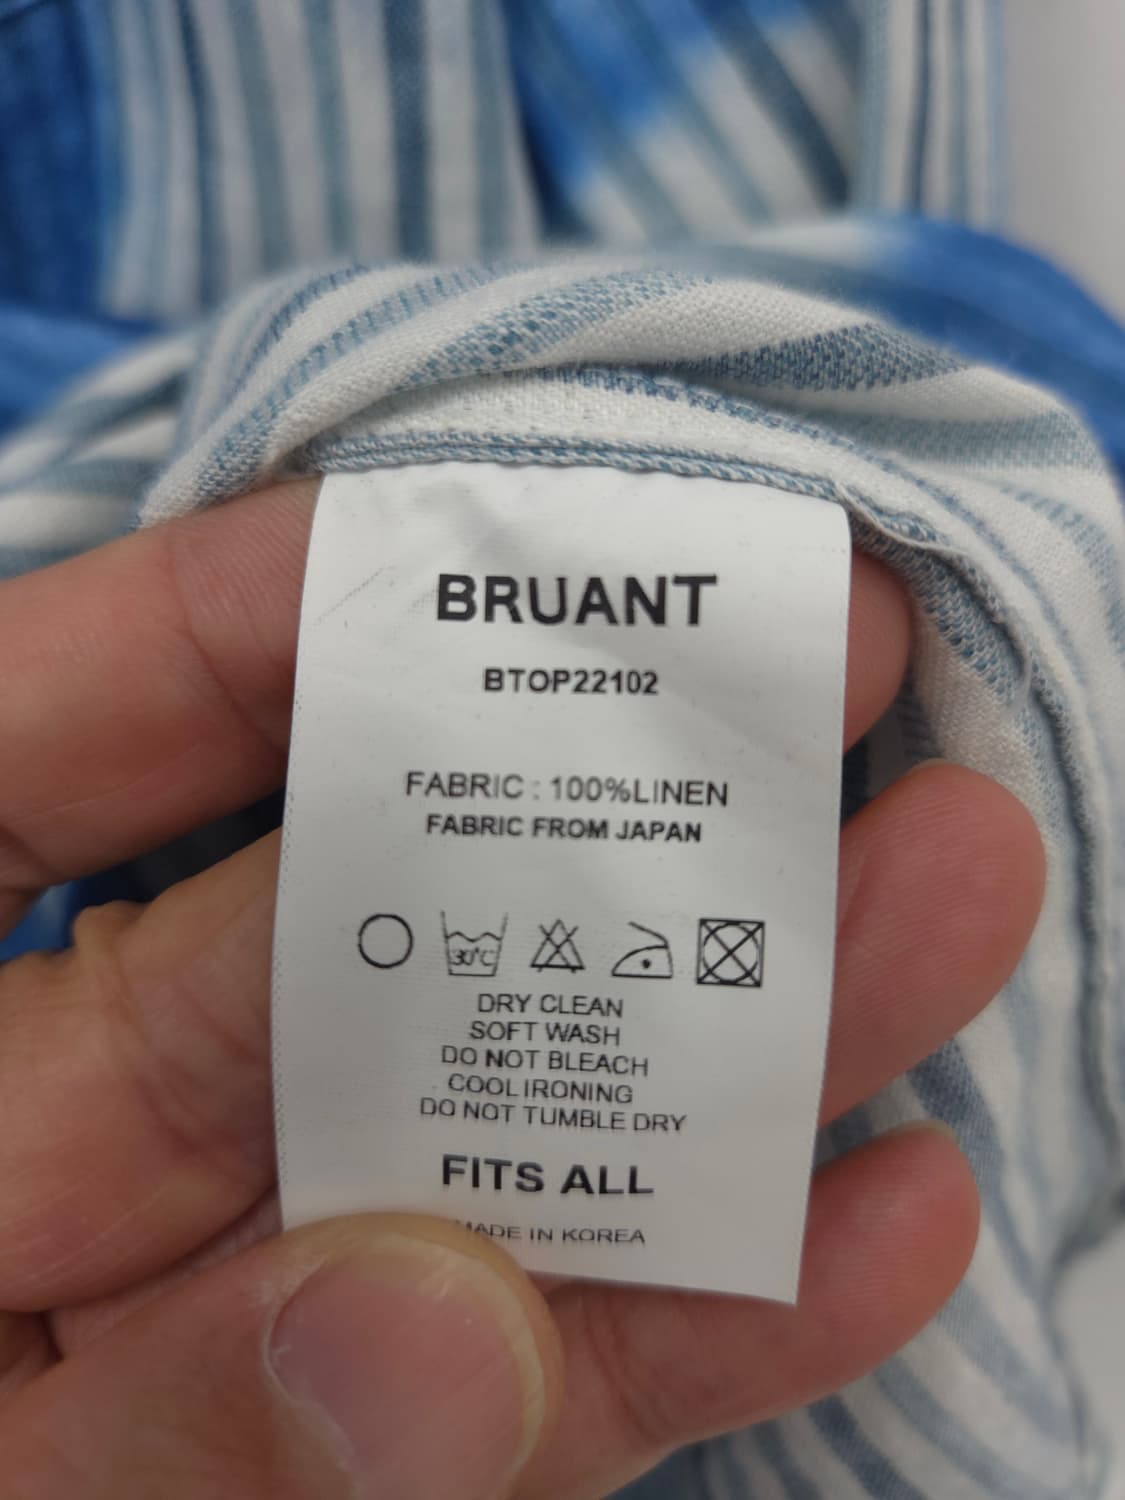 BRUANT
BTOP22102
FABRIC : 100%LINEN
FABRIC FROM JAPAN
30°C
DRY CLEAN
SOFT WASH
DO NOT BLEACH
COOL IRONING
DO NOT TUMBLE DRY
FITS ALL
MADE IN KOREA